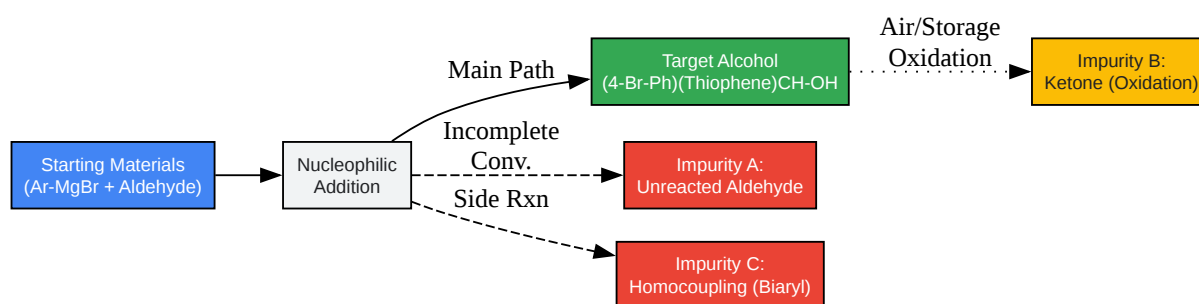 Starting Materials
(Ar-MgBr + Aldehyde)
Nucleophilic
Addition
Main Path
Incomplete
Conv.
Side Rxn
Target Alcohol
(4-Br-Ph)(Thiophene)CH-OH
Impurity A:
Unreacted Aldehyde
Impurity C:
Homocoupling (Biaryl)
Air/Storage
Oxidation
Impurity B:
Ketone (Oxidation)